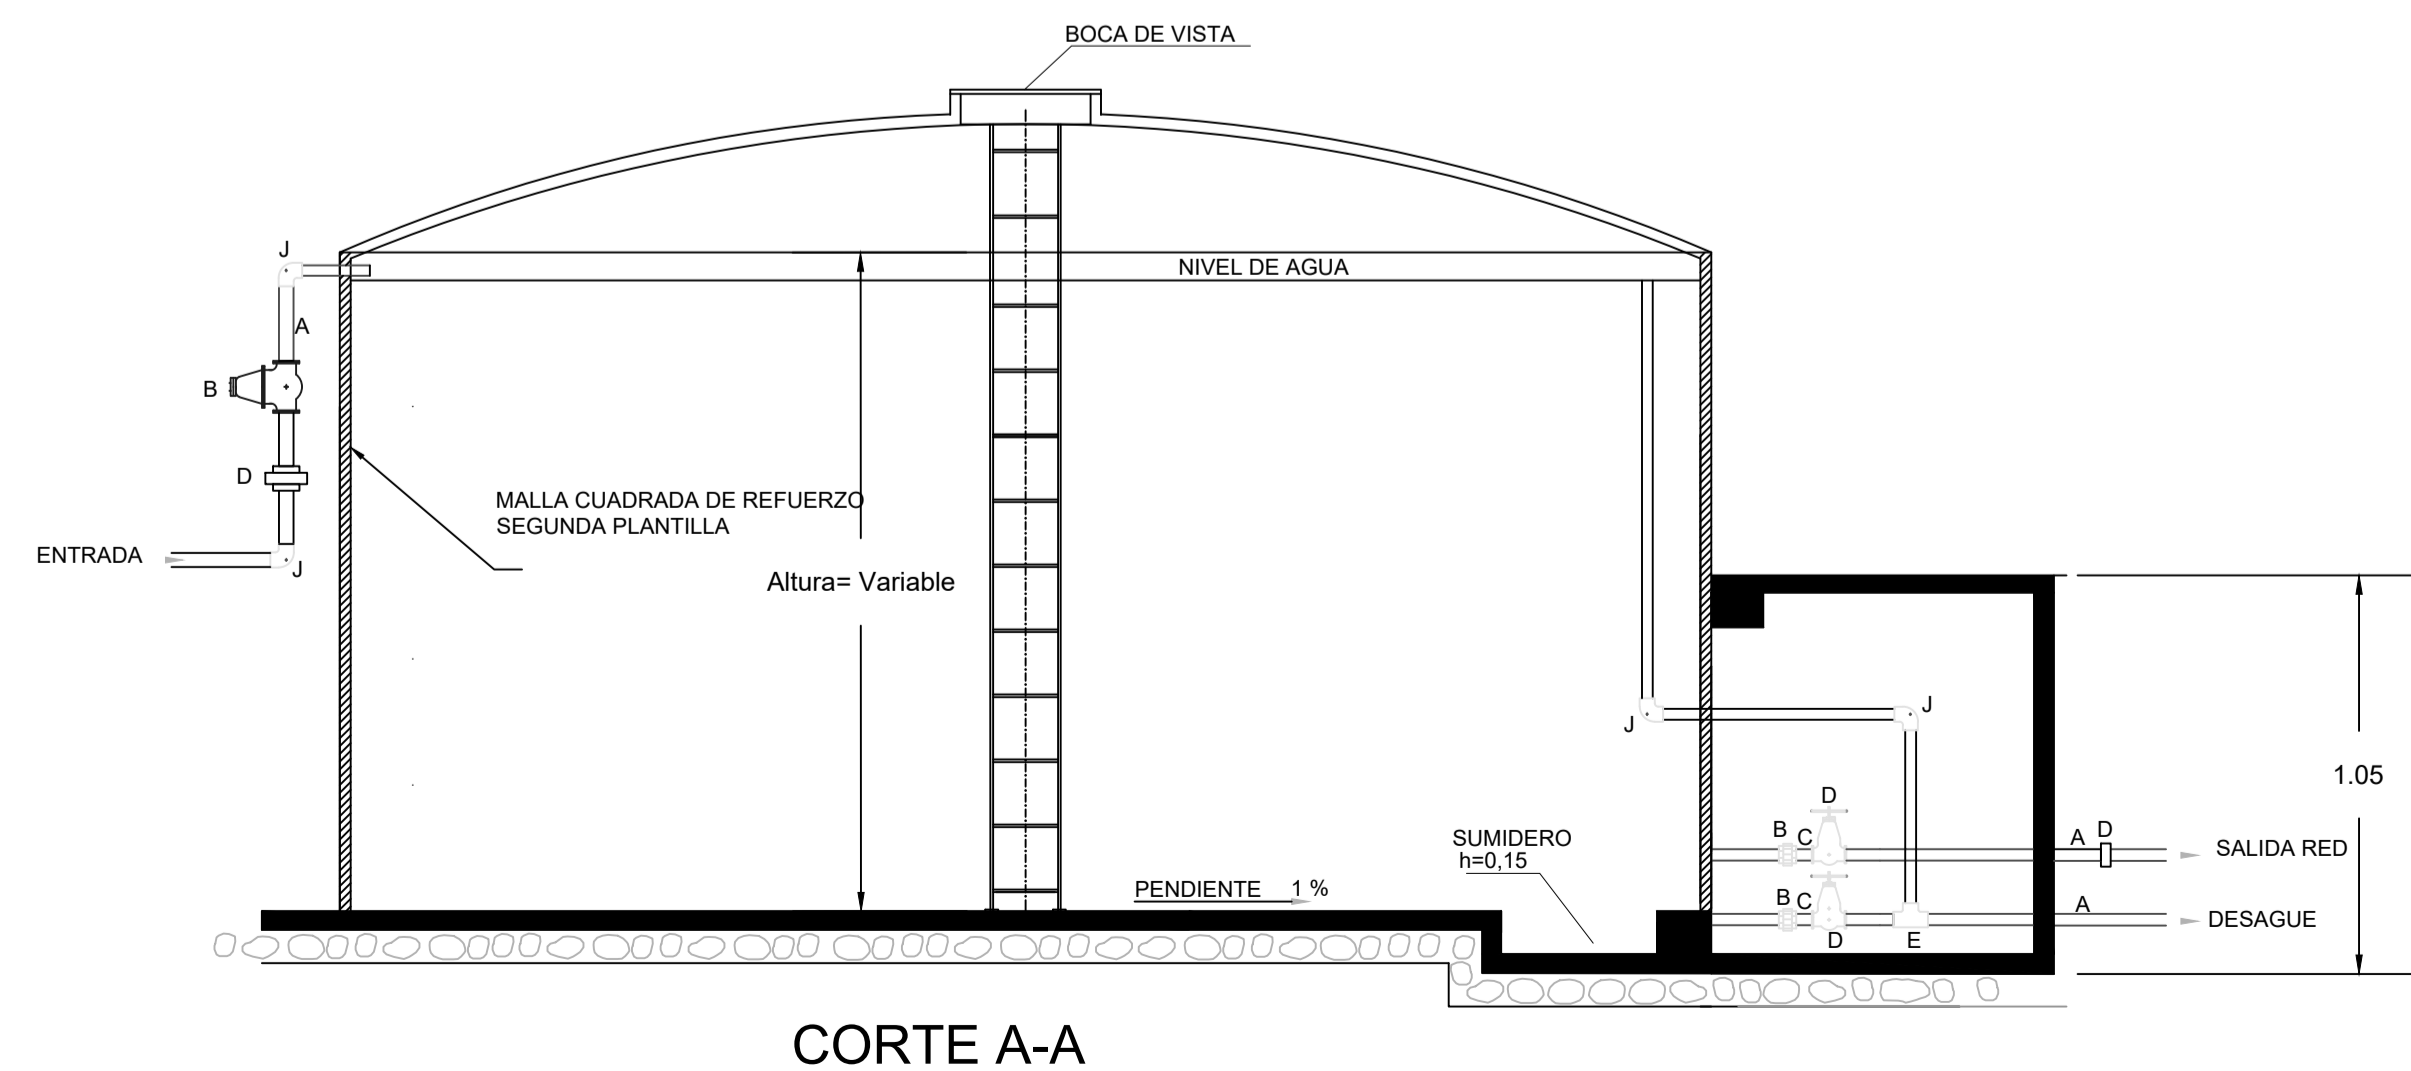 BOCA DE VISTA
J
NIVEL DE AGUA
A
B
D
MALLA CUADRADA DE REFUERZO
SEGUNDA PLANTILLA
ENTRADA
J
Altura= Variable
J
J
1.05
D
SUMIDERO
h=0,15
B
C
A
D
SALIDA RED
PENDIENTE 1 %
B
C
A
DESAGUE
D
E
CORTE A-A